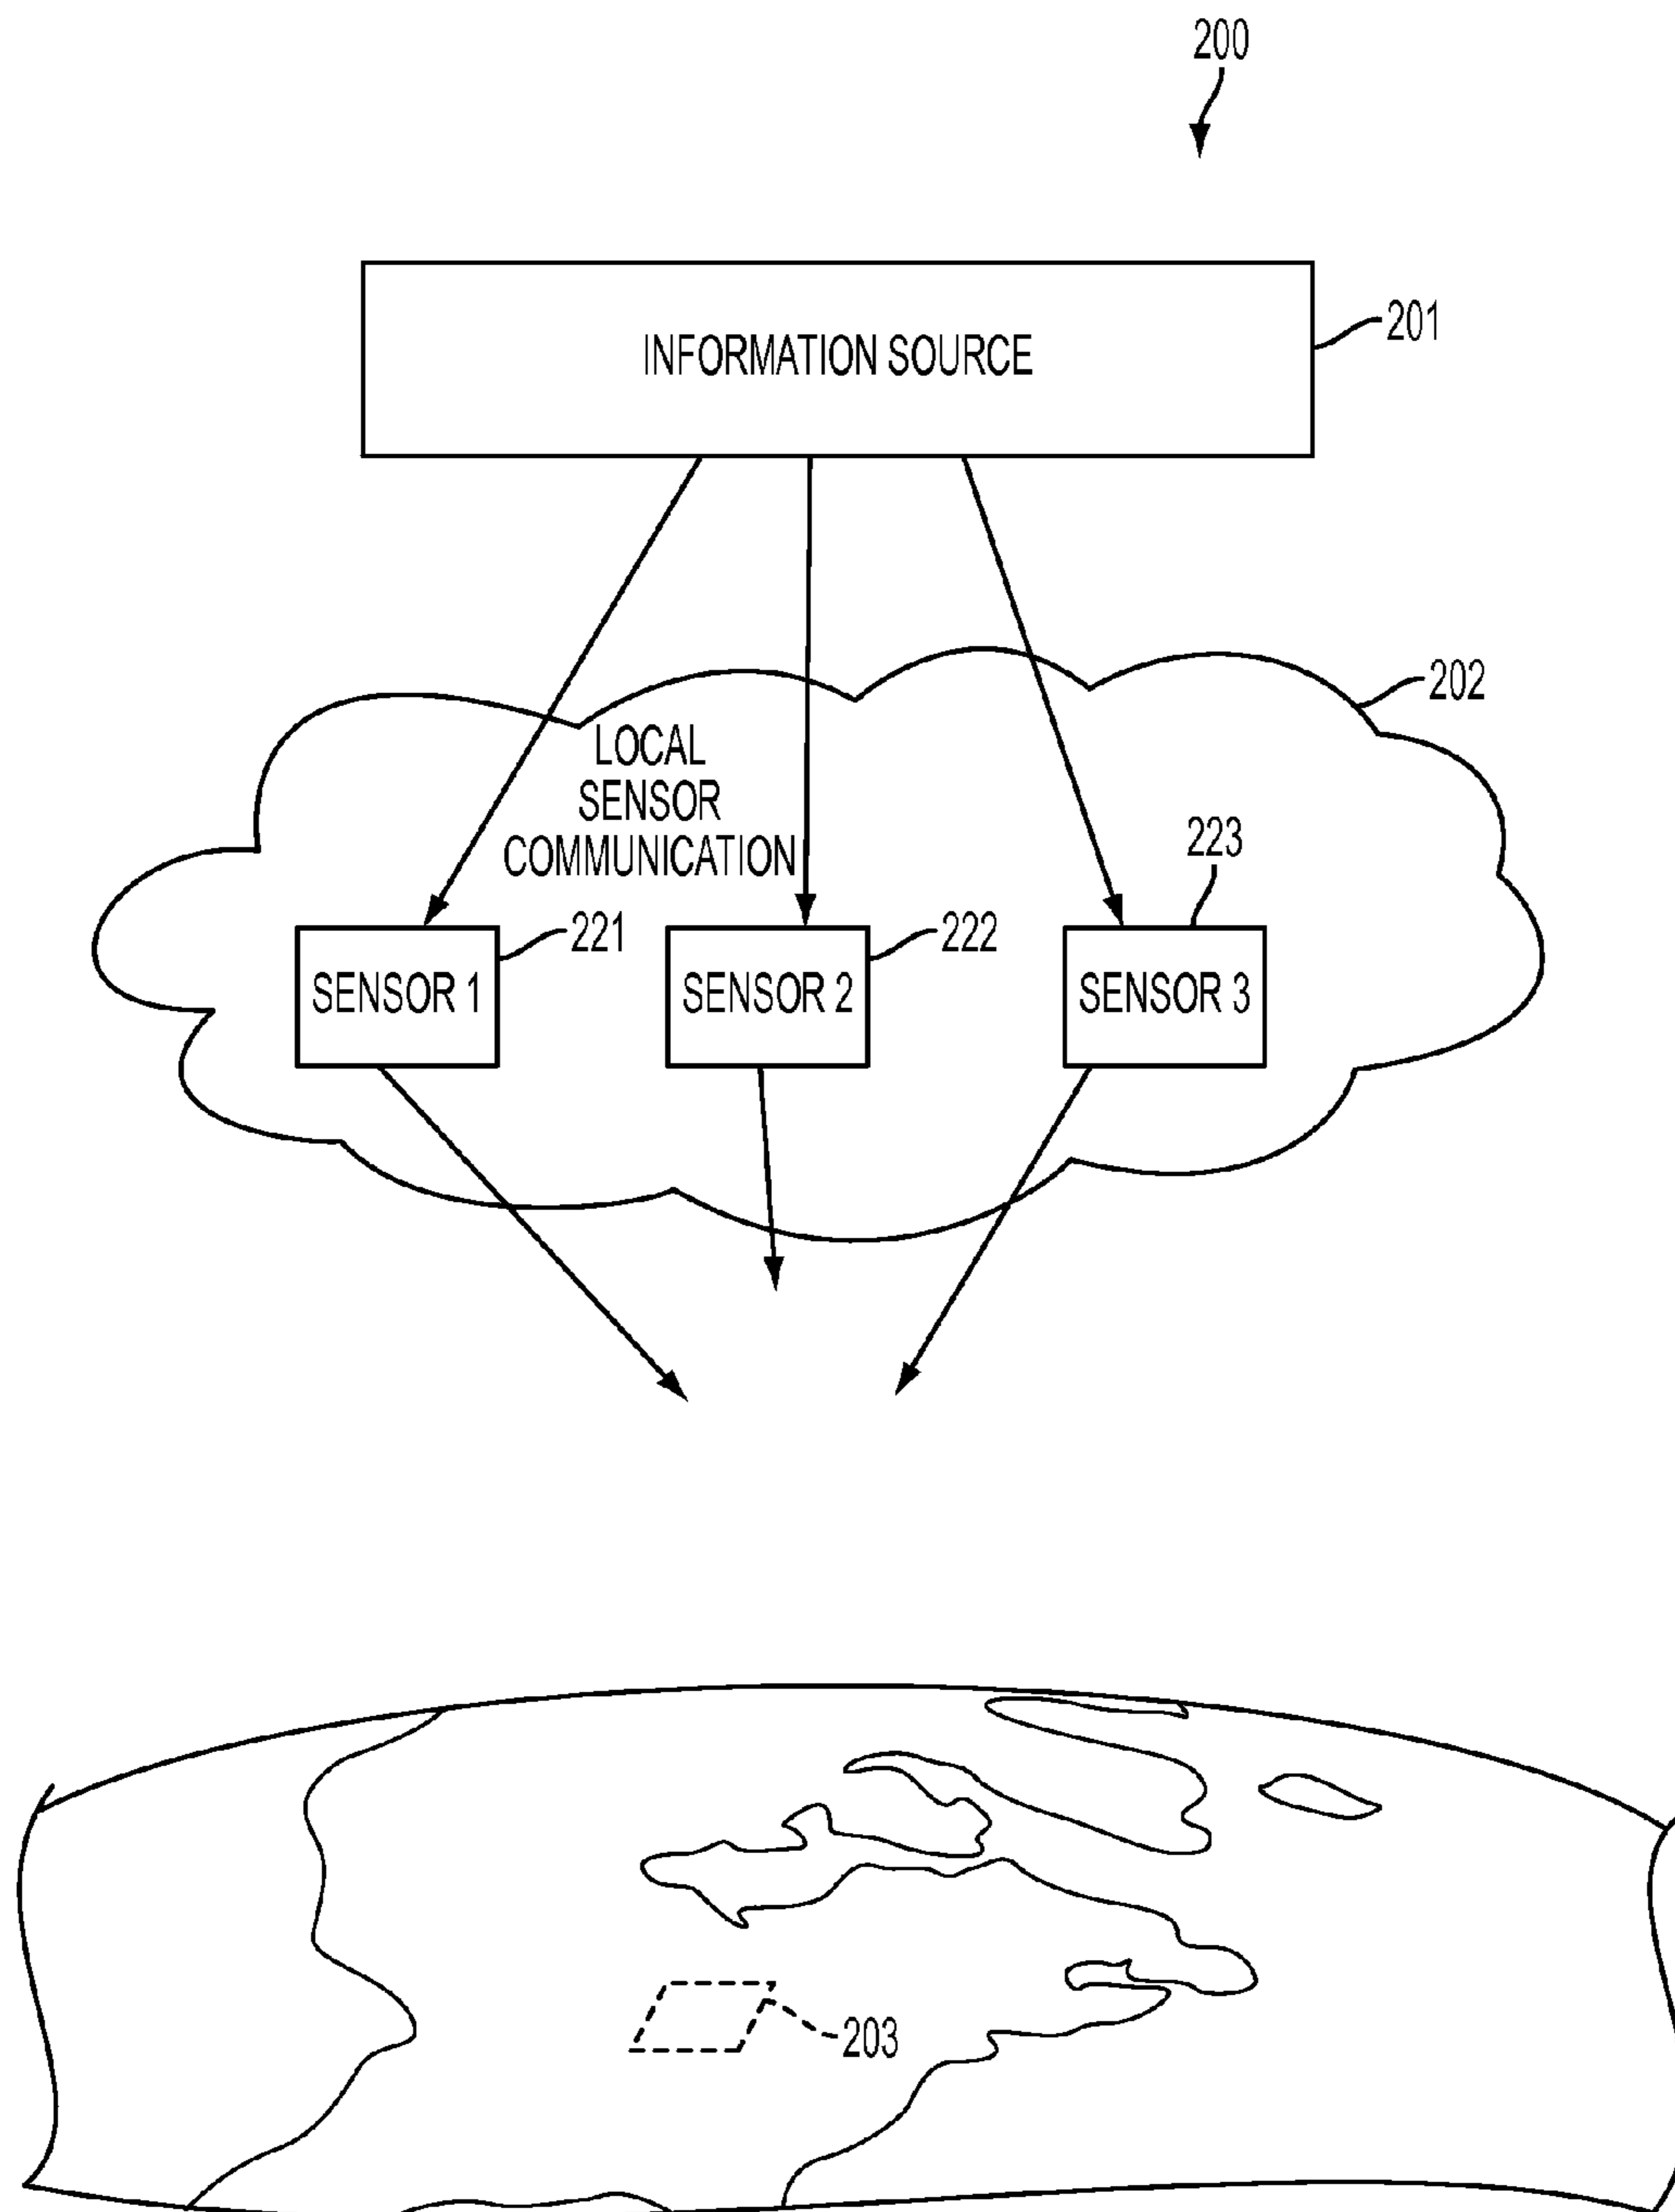 200
INFORMATION SOURCE
201
202
LOCAL
SENSOR
COMMUNICATION
223
221
222
SENSOR 1
SENSOR 2
SENSOR 3
203